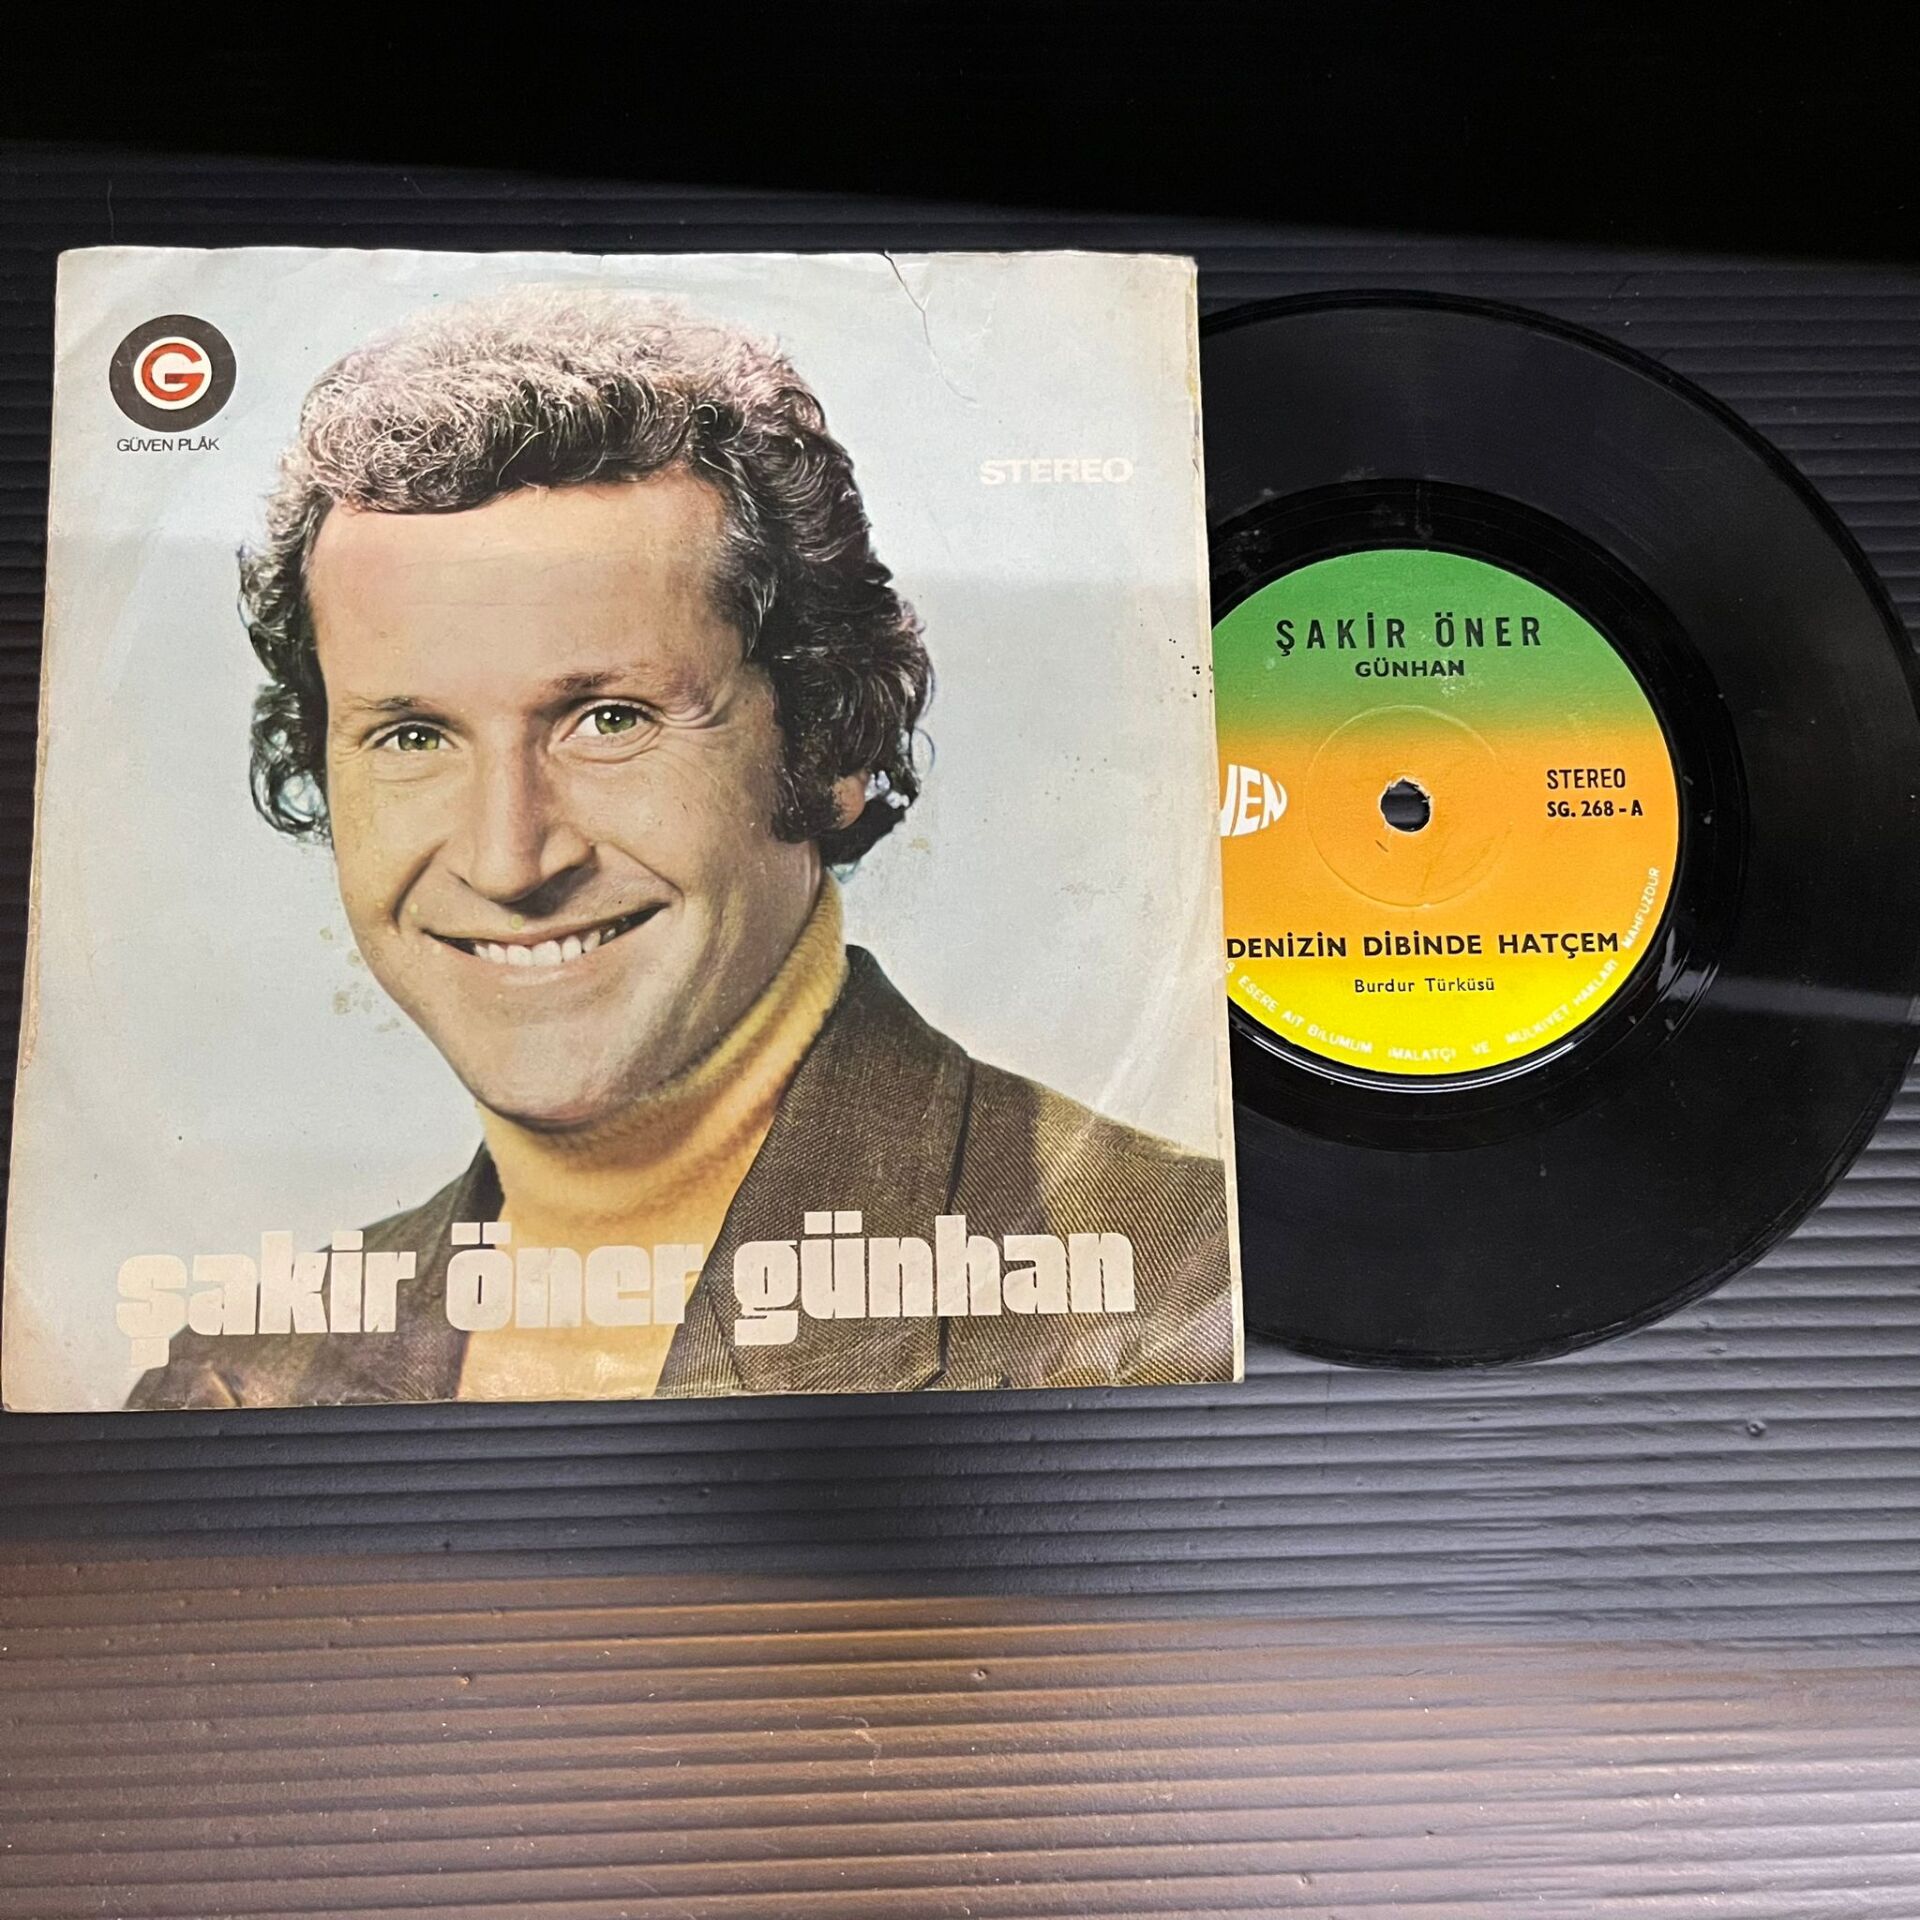 G
GÜVEN PLÂK
STEREO
şakir öner günhan
ŞAKİR ÖNER
GÜNHAN
STEREO
SG. 268 - A
DENİZİN DİBİNDE HATÇEM
Burdur Türküsü
ESERE AİT BİLUMUM İMALATÇI VE MÜLKİYET HAKLARI MAHFUZDUR